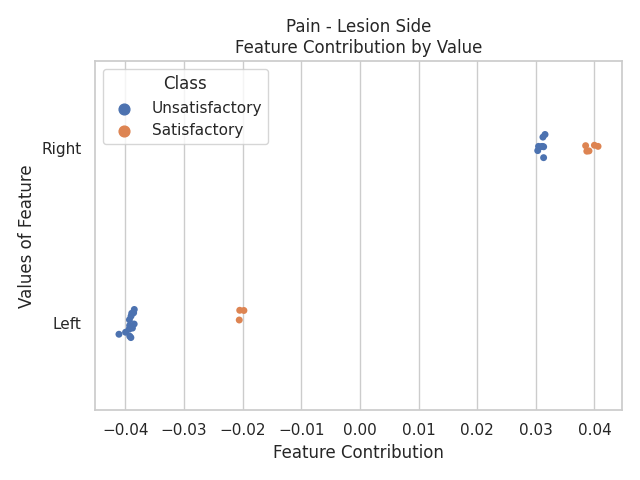 Pain - Lesion Side
Feature Contribution by Value
Class
Unsatisfactory
Satisfactory
Values of Feature
Right
Left
−0.04 −0.03 −0.02 −0.01 0.00 0.01 0.02 0.03 0.04
Feature Contribution